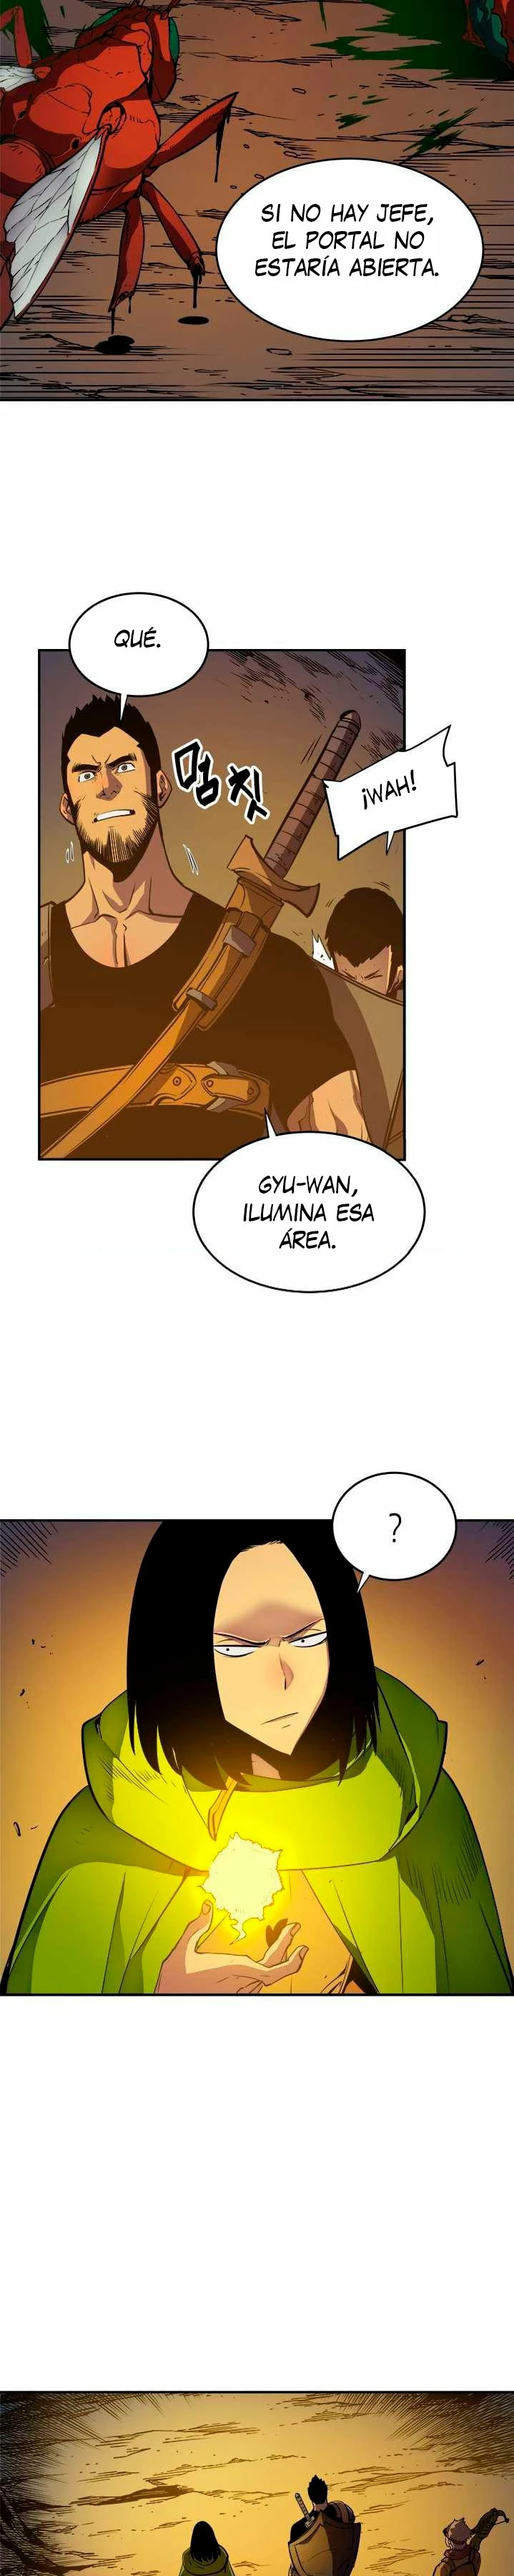 SI NO HAY JEFE,
EL PORTAL NO
ESTARÍA ABIERTA.
QUÉ.
멈칫
¡WAH!
GYU-WAN,
ILUMINA ESA
ÁREA.
?